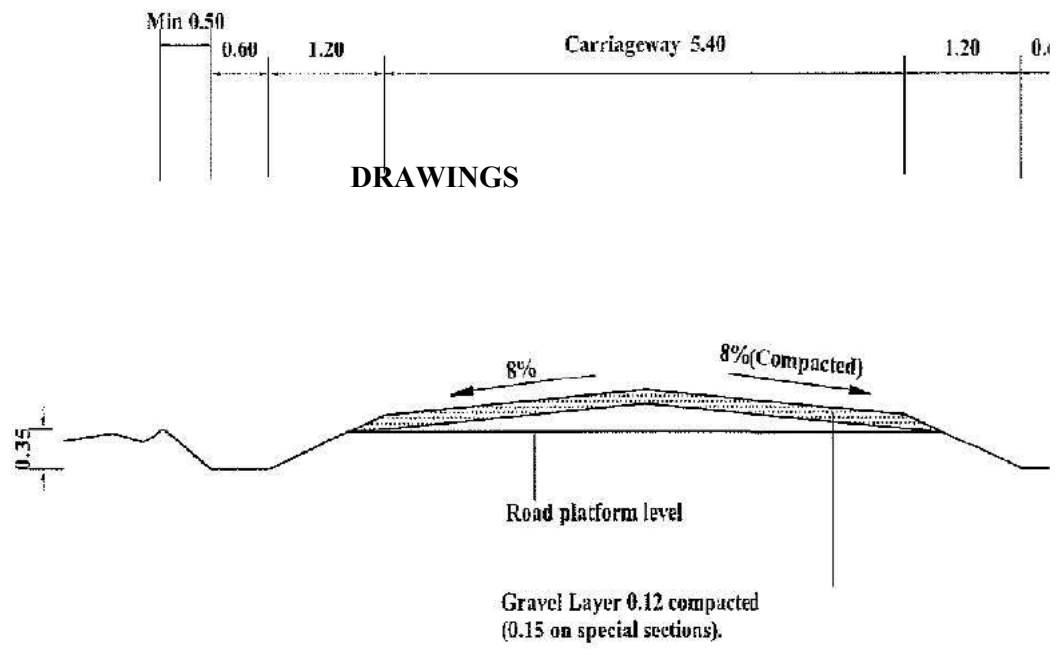 Min 0.50
0.60 1.20 Carriageway 5.40 1.20
DRAWINGS
8% 8%(Compacted)
0.35
Road platform level
Gravel Layer 0.12 compacted
(0.15 on special sections).